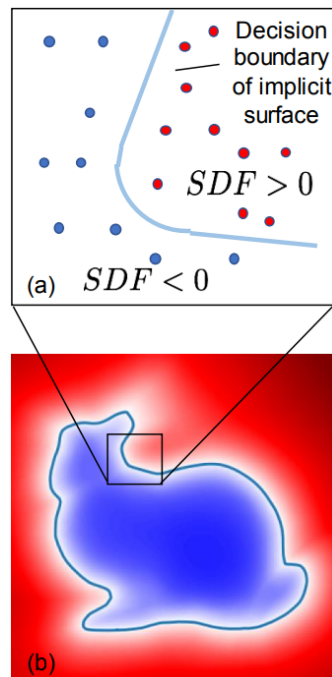 Decision
boundary
of implicit
surface
SDF > 0
(a) SDF < 0
(b)